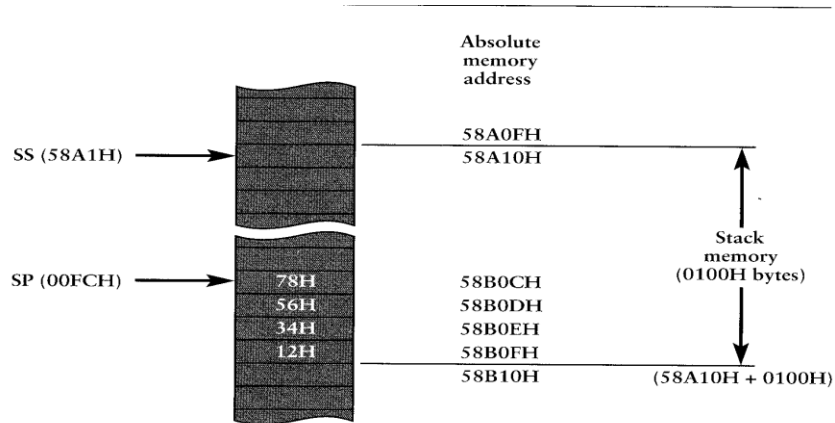 Absolute
memory
address
58A0FH
SS (58A1H)
58A10H
Stack
memory
(0100H bytes)
SP (00FCH)
78H
58B0CH
56H
58B0DH
34H
58B0EH
12H
58B0FH
58B10H
(58A10H + 0100H)